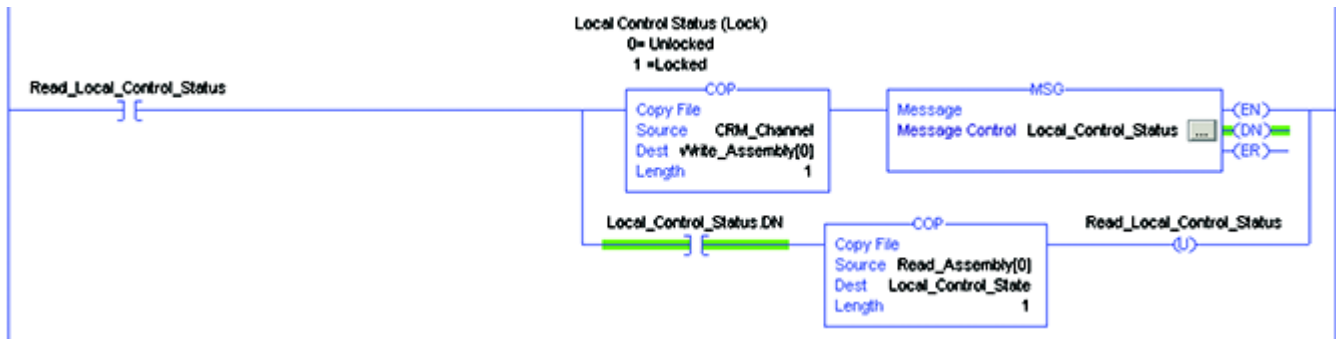 Local Control Status (Lock)
0= Unlocked
1 =Locked
Read_Local_Control_Status
COP
Copy File
Source CRM_Channel
Dest Write_Assembly[0]
Length 1
MSG
Message
Message Control Local_Control_Status ...
EN
DN
ER
Local_Control_Status.DN
COP
Copy File
Source Read_Assembly[0]
Dest Local_Control_State
Length 1
Read_Local_Control_Status
U